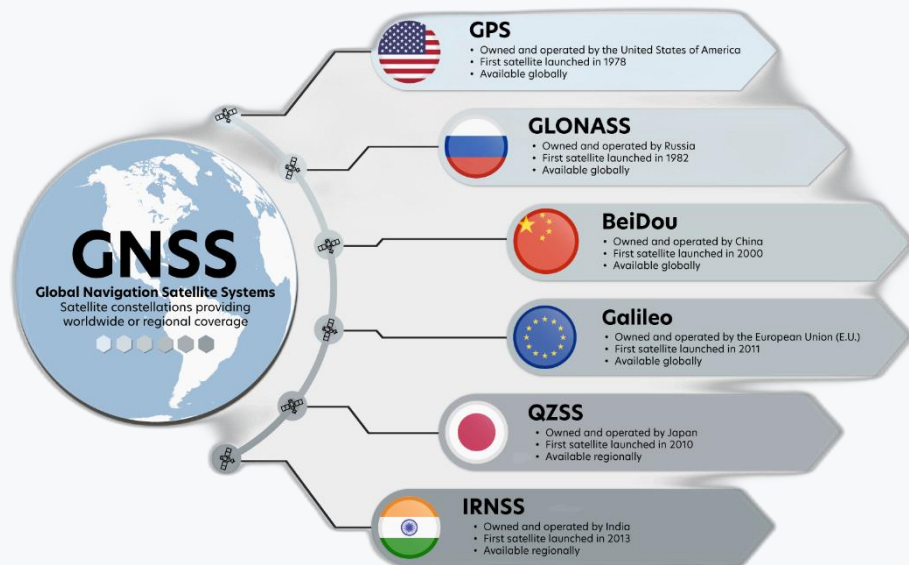 GPS
• Owned and operated by the United States of America
• First satellite launched in 1978
• Available globally
GLONASS
• Owned and operated by Russia
• First satellite launched in 1982
• Available globally
BeiDou
• Owned and operated by China
• First satellite launched in 2000
• Available globally
GNSS
Global Navigation Satellite Systems
Satellite constellations providing
worldwide or regional coverage
Galileo
• Owned and operated by the European Union (E.U.)
• First satellite launched in 2011
• Available globally
QZSS
• Owned and operated by Japan
• First satellite launched in 2010
• Available regionally
IRNSS
• Owned and operated by India
• First satellite launched in 2013
• Available regionally